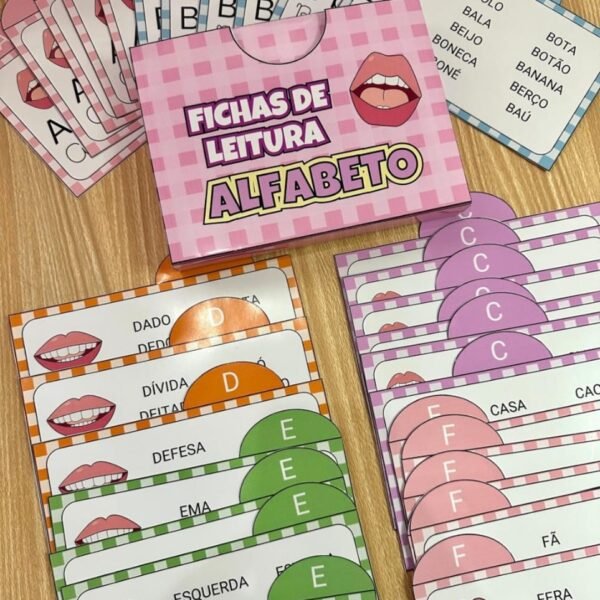 A
B
B
B
BALA
BEIJO
BONECA
BOTA
BOTÃO
BANANA
BERÇO
BAÚ
FICHAS DE
LEITURA
ALFABETO
C
C
C
C
C
DADO
D
DÍVIDA
D
DEFESA
E
EMA
E
E
ESQUERDA
E
CASA
F
F
F
F
F
FÃ
FERA